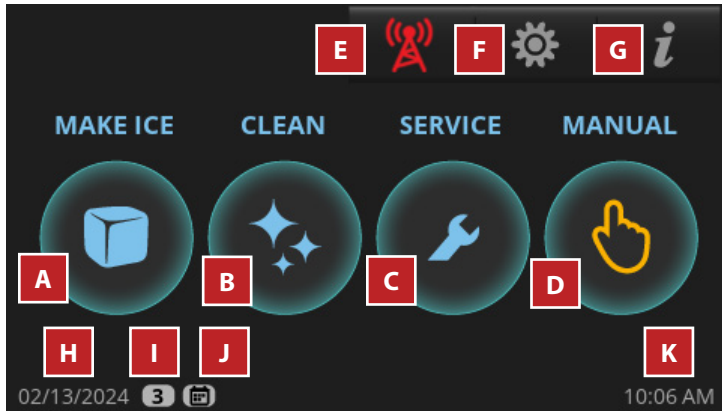 E F G i
MAKE ICE CLEAN SERVICE MANUAL
A B C D
H I J K
02/13/2024 3 10:06 AM